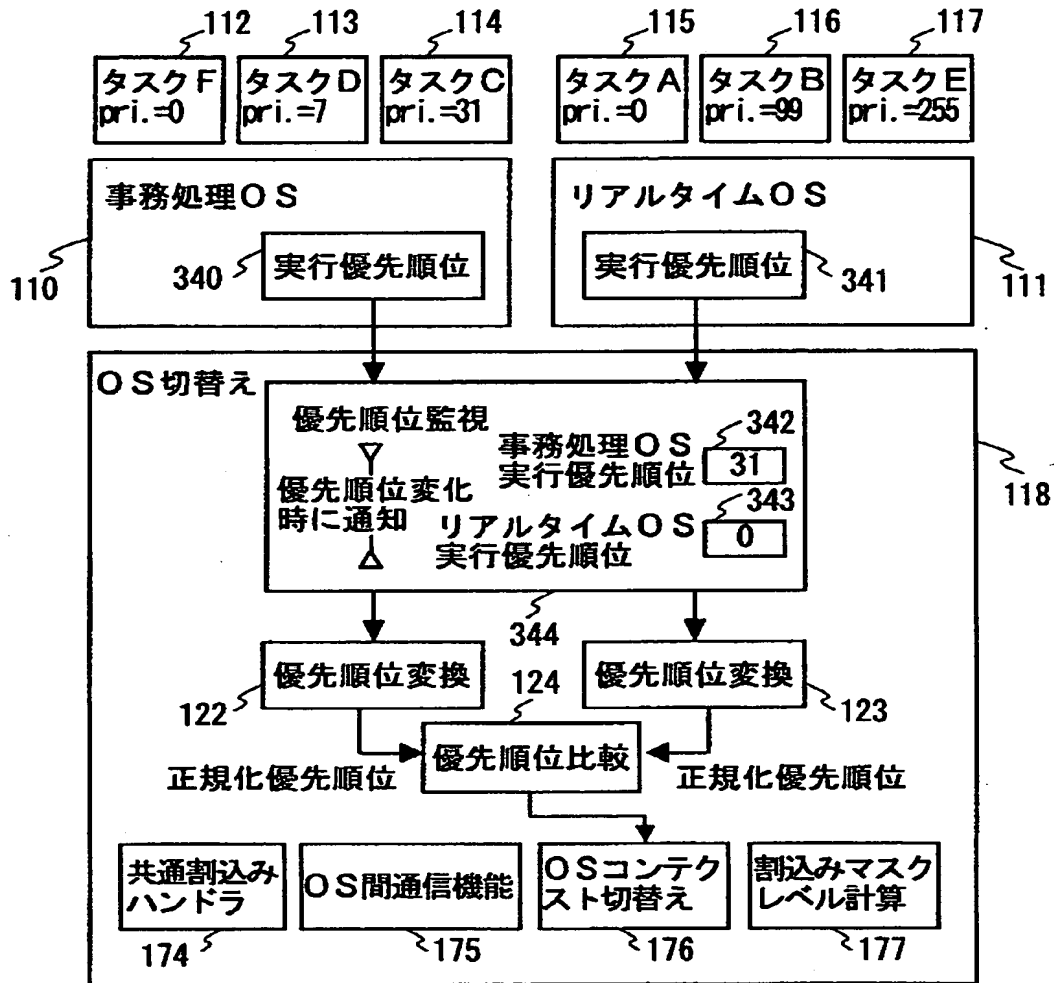 112
113
114
115
116
117
タスクF
pri.=0
タスクD
pri.=7
タスクC
pri.=31
タスクA
pri.=0
タスクB
pri.=99
タスクE
pri.=255
事務処理OS
リアルタイムOS
実行優先順位
実行優先順位
110
340
341
111
OS切替え
優先順位監視
優先順位変化
時に通知
事務処理OS
実行優先順位
342
31
リアルタイムOS
実行優先順位
343
0
118
344
優先順位変換
優先順位変換
122
124
123
優先順位比較
正規化優先順位
正規化優先順位
共通割込み
ハンドラ
OS間通信機能
OSコンテク
スト切替え
割込みマスク
レベル計算
174
175
176
177